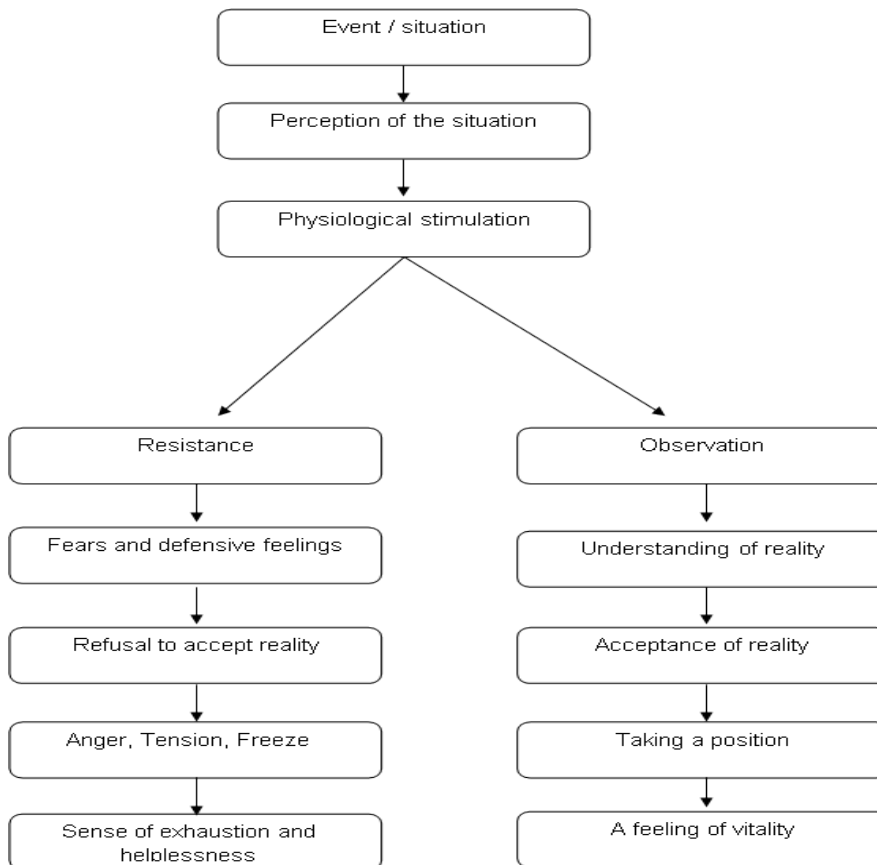 Event / situation
Perception of the situation
Physiological stimulation
Resistance
Fears and defensive feelings
Refusal to accept reality
Anger, Tension, Freeze
Sense of exhaustion and
helplessness
Observation
Understanding of reality
Acceptance of reality
Taking a position
A feeling of vitality